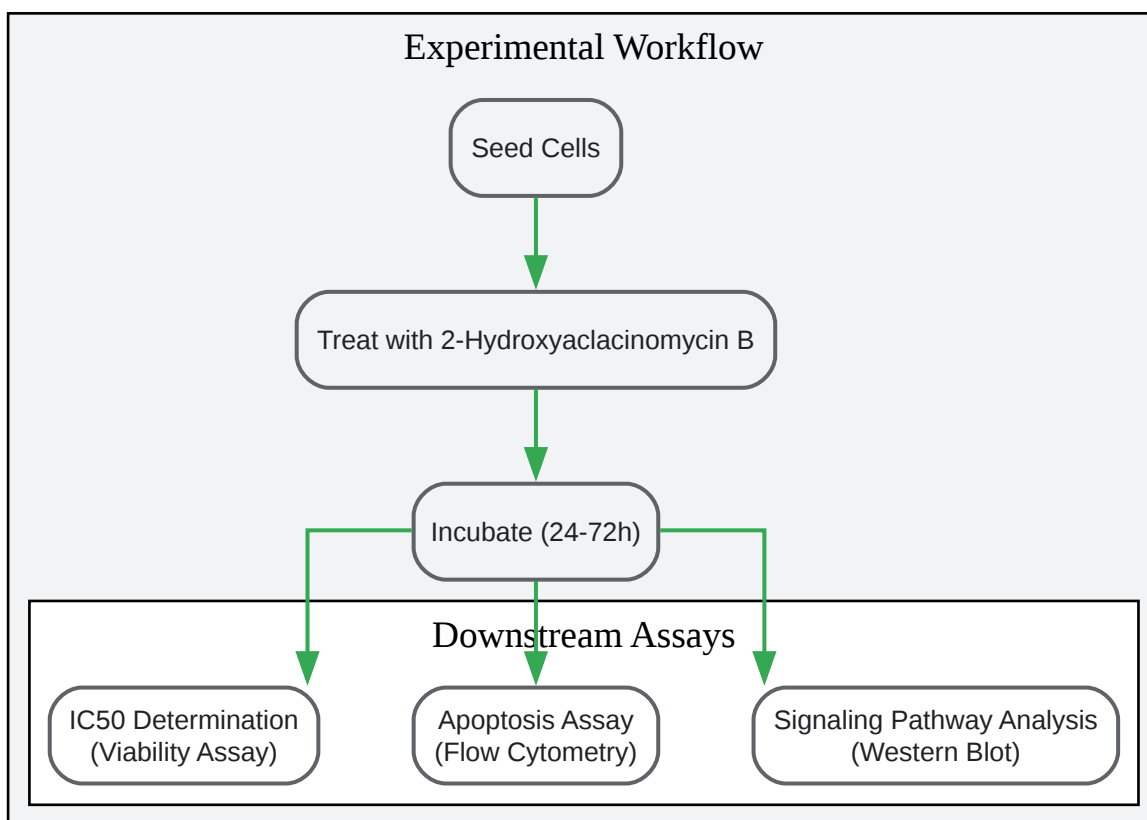 Experimental Workflow
Seed Cells
Treat with 2-Hydroxyaclacinomycin B
Incubate (24-72h)
Downstream Assays
IC50 Determination
(Viability Assay)
Apoptosis Assay
(Flow Cytometry)
Signaling Pathway Analysis
(Western Blot)